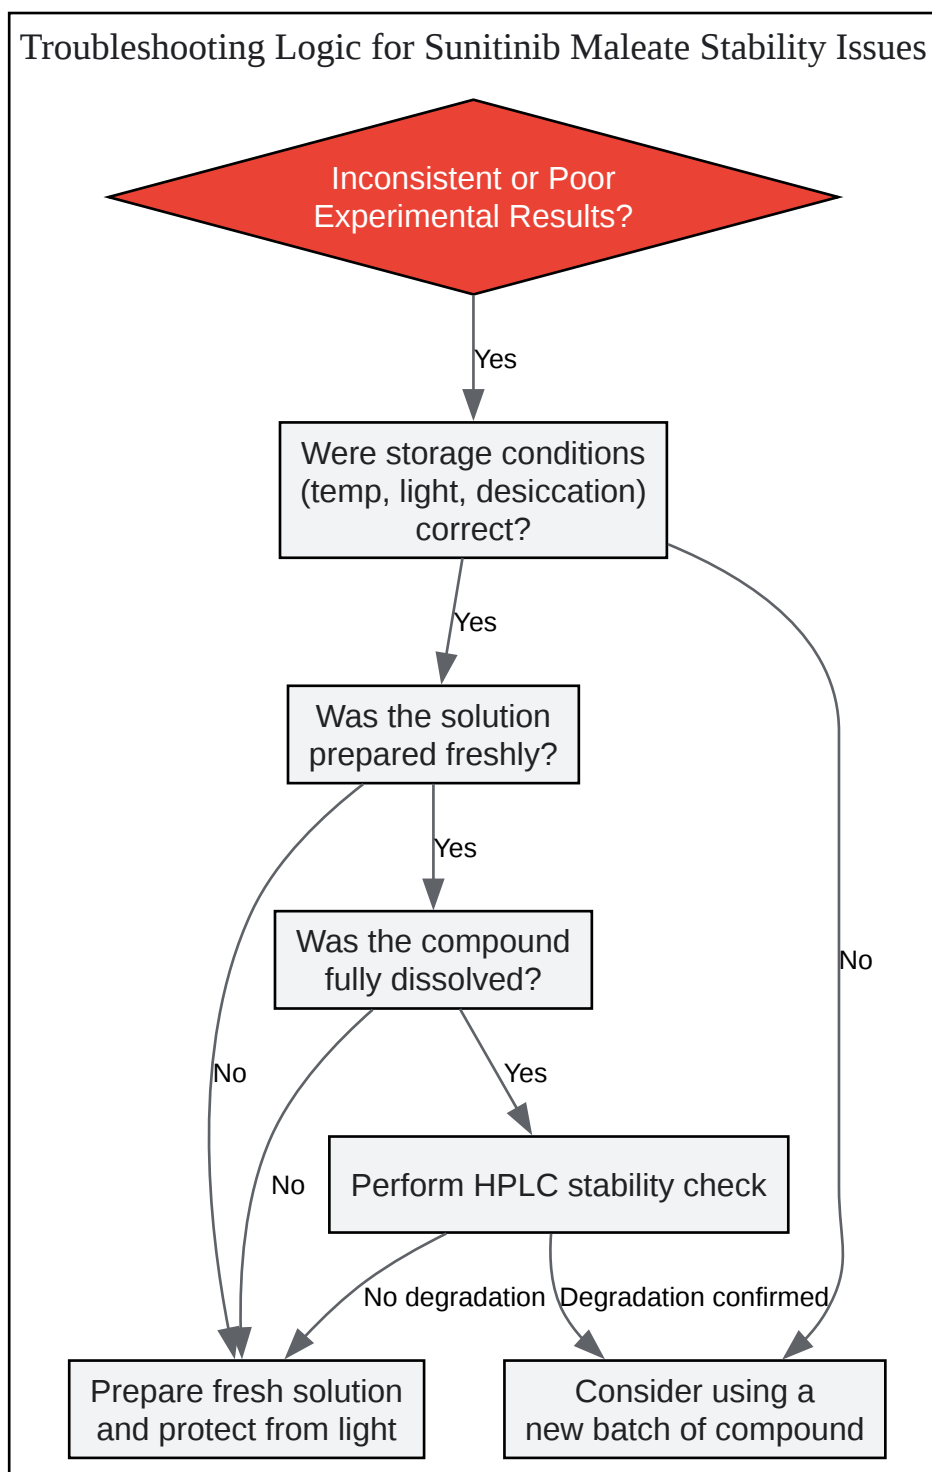 Troubleshooting Logic for Sunitinib Maleate Stability Issues
Inconsistent or Poor
Experimental Results?
Yes
Were storage conditions
(temp, light, desiccation)
correct?
Yes
Was the solution
prepared freshly?
Yes
Was the compound
fully dissolved?
No
No
Yes
No
Perform HPLC stability check
No degradation
Degradation confirmed
Prepare fresh solution
and protect from light
Consider using a
new batch of compound